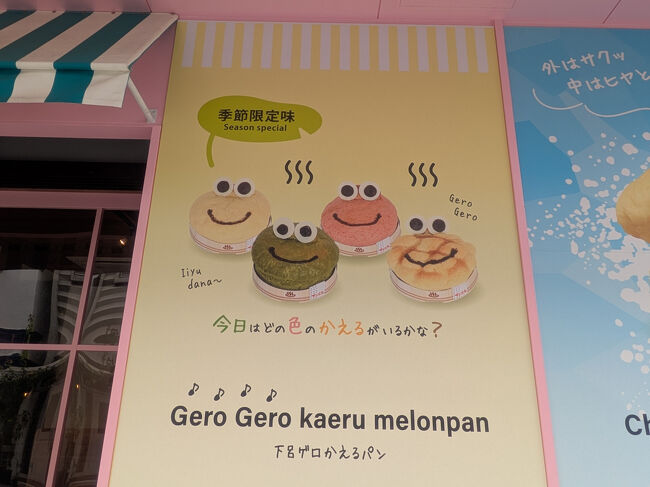 季節限定味
Season special
Gero
Gero
Iiyu
dana〜
今日はどの色のかえるがいるかな？
Gero Gero kaeru melonpan
下呂ゲロかえるパン
外はサクッ
中はヒヤと
Ch